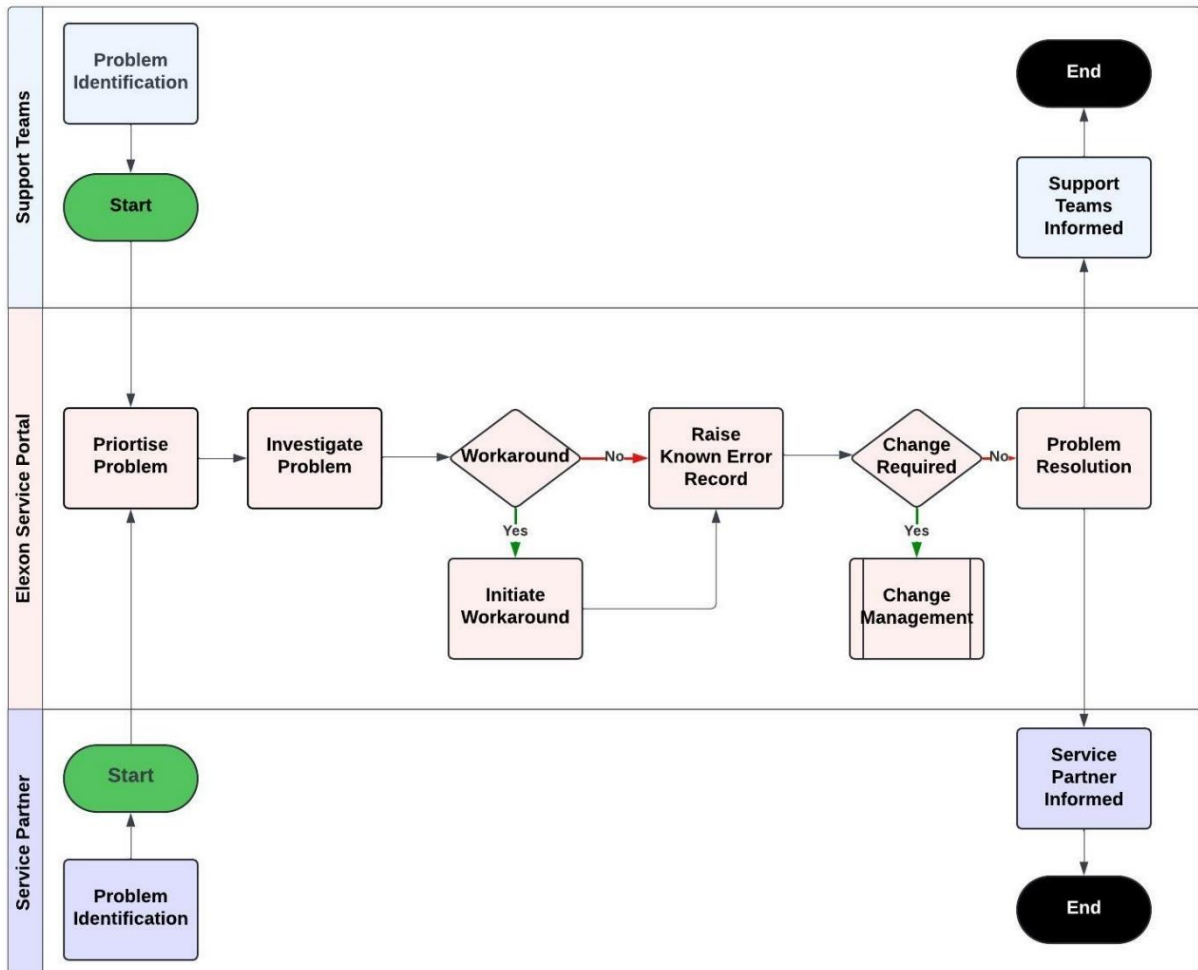 Support Teams
Problem
Identification
Start
End
Support
Teams
Informed
Elexon Service Portal
Priortise
Problem
Investigate
Problem
Workaround
No
Yes
Initiate
Workaround
Raise
Known Error
Record
Change
Required
No
Yes
Change
Management
Problem
Resolution
Service Partner
Start
Problem
Identification
Service
Partner
Informed
End